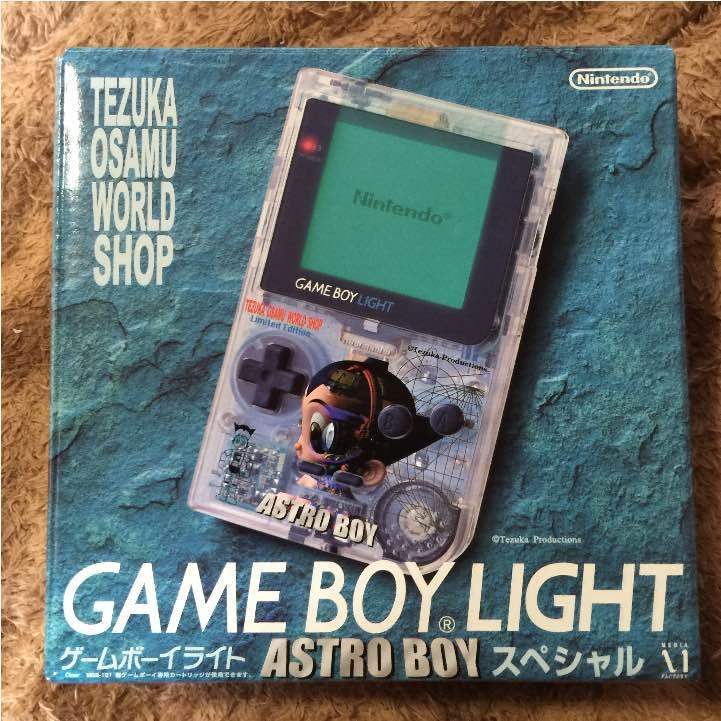 TEZUKA
OSAMU
WORLD
SHOP
Nintendo®
Nintendo®
GAME BOY LIGHT
TEZUKA OSAMU WORLD SHOP
Limited Edition
©Tezuka Productions
ASTRO BOY
©Tezuka Productions
GAME BOY® LIGHT
ゲームボーイライト ASTRO BOY スペシャル
MEDIA
FACTORY